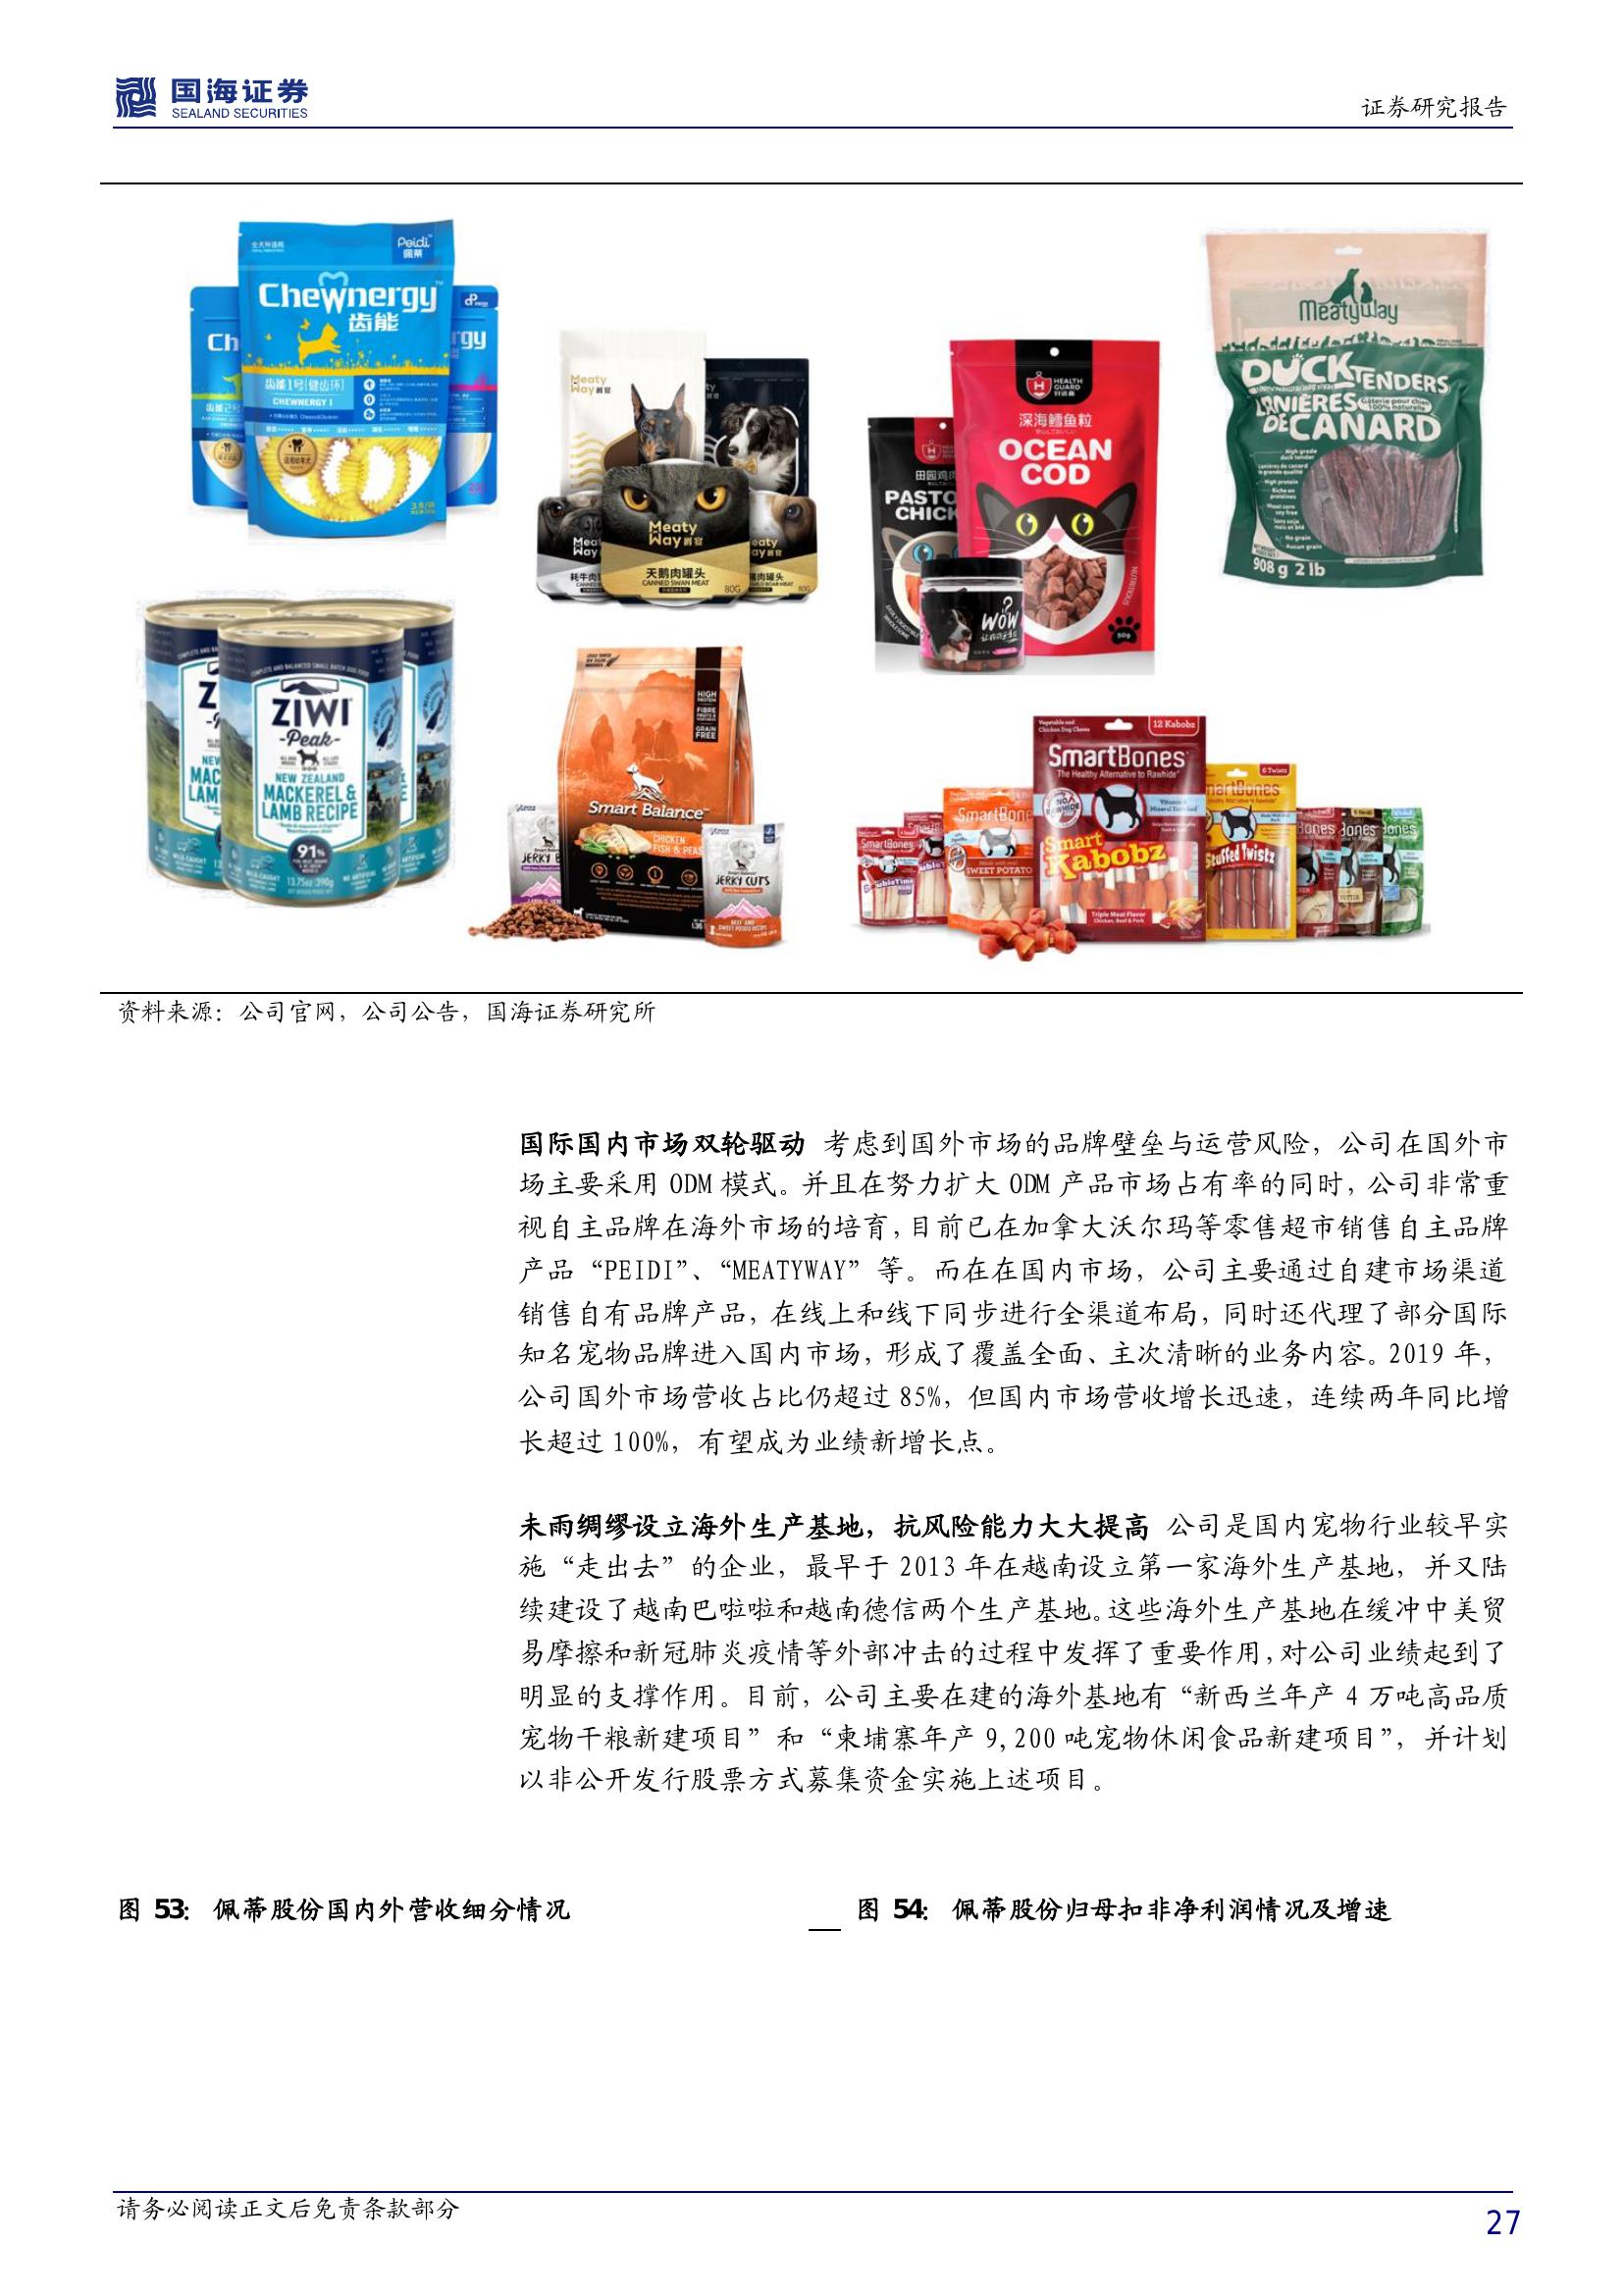 国海证券
SEALAND SECURITIES
证券研究报告
Peidi
佩蒂
Chewnergy
齿能
齿能1号(健齿环)
CHEWNERGY 1
Meaty
Way
Meaty
Way
天鹅肉罐头
CANNED SWAN MEAT
80G
HEALTH
GUARD
深海鳕鱼粒
OCEAN
COD
PASTO
CHICK
WOW
50g
MeatyWay
DUCK TENDERS
LANIÈRES
DE CANARD
908 g 2 lb
ZIWI
-Peak-
NEW ZEALAND
MACKEREL &
LAMB RECIPE
91%
HIGH
PROTEIN
GRAIN
FREE
Smart Balance
CHICKEN
FISH & PEAS
JERKY CUTS
12 Kabobz
SmartBones
The Healthy Alternative to Rawhide
Smart
Kabobz
Triple Meat Flavor
Chicken, Beef & Pork
SWEET POTATO
6 Twistz
Stuffed Twistz
资料来源：公司官网，公司公告，国海证券研究所
国际国内市场双轮驱动 考虑到国外市场的品牌壁垒与运营风险，公司在国外市
场主要采用 ODM 模式。并且在努力扩大 ODM 产品市场占有率的同时，公司非常重
视自主品牌在海外市场的培育，目前已在加拿大沃尔玛等零售超市销售自主品牌
产品“PEIDI”、“MEATYWAY”等。而在在国内市场，公司主要通过自建市场渠道
销售自有品牌产品，在线上和线下同步进行全渠道布局，同时还代理了部分国际
知名宠物品牌进入国内市场，形成了覆盖全面、主次清晰的业务内容。2019 年，
公司国外市场营收占比仍超过 85%，但国内市场营收增长迅速，连续两年同比增
长超过 100%，有望成为业绩新增长点。
未雨绸缪设立海外生产基地，抗风险能力大大提高 公司是国内宠物行业较早实
施“走出去”的企业，最早于 2013 年在越南设立第一家海外生产基地，并又陆
续建设了越南巴啦啦和越南德信两个生产基地。这些海外生产基地在缓冲中美贸
易摩擦和新冠肺炎疫情等外部冲击的过程中发挥了重要作用，对公司业绩起到了
明显的支撑作用。目前，公司主要在建的海外基地有“新西兰年产 4 万吨高品质
宠物干粮新建项目”和“柬埔寨年产 9,200 吨宠物休闲食品新建项目”，并计划
以非公开发行股票方式募集资金实施上述项目。
图 53：佩蒂股份国内外营收细分情况
图 54：佩蒂股份归母扣非净利润情况及增速
请务必阅读正文后免责条款部分
27